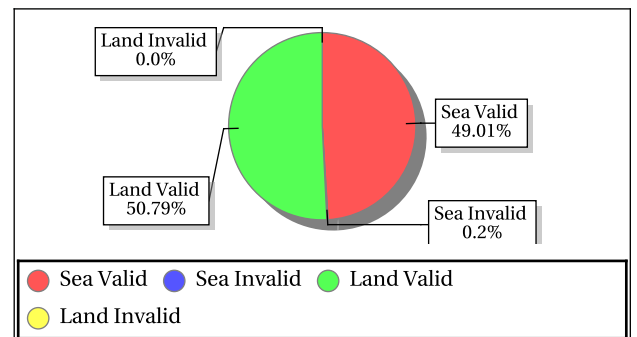 Land Invalid
0.0%
Sea Valid
49.01%
Land Valid
50.79%
Sea Invalid
0.2%
Sea Valid
Sea Invalid
Land Valid
Land Invalid